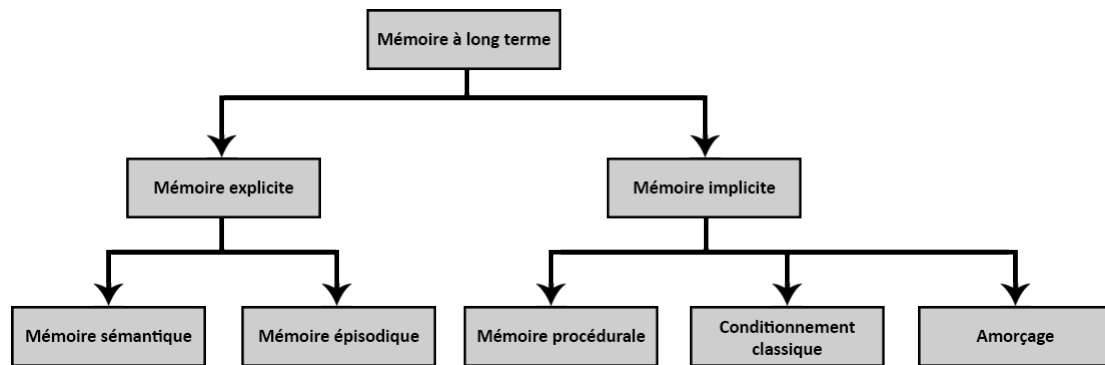 Mémoire à long terme
Mémoire explicite
Mémoire implicite
Mémoire sémantique
Mémoire épisodique
Mémoire procédurale
Conditionnement
classique
Amorçage